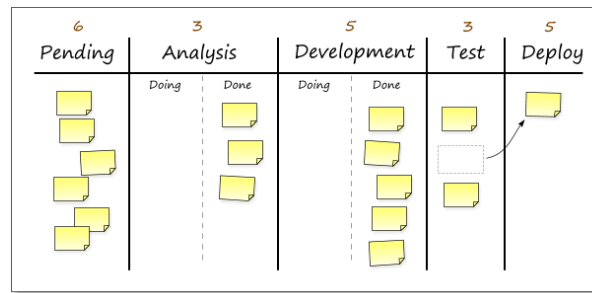 6 3 5 3 5
Pending Analysis Development Test Deploy
Doing Done Doing Done